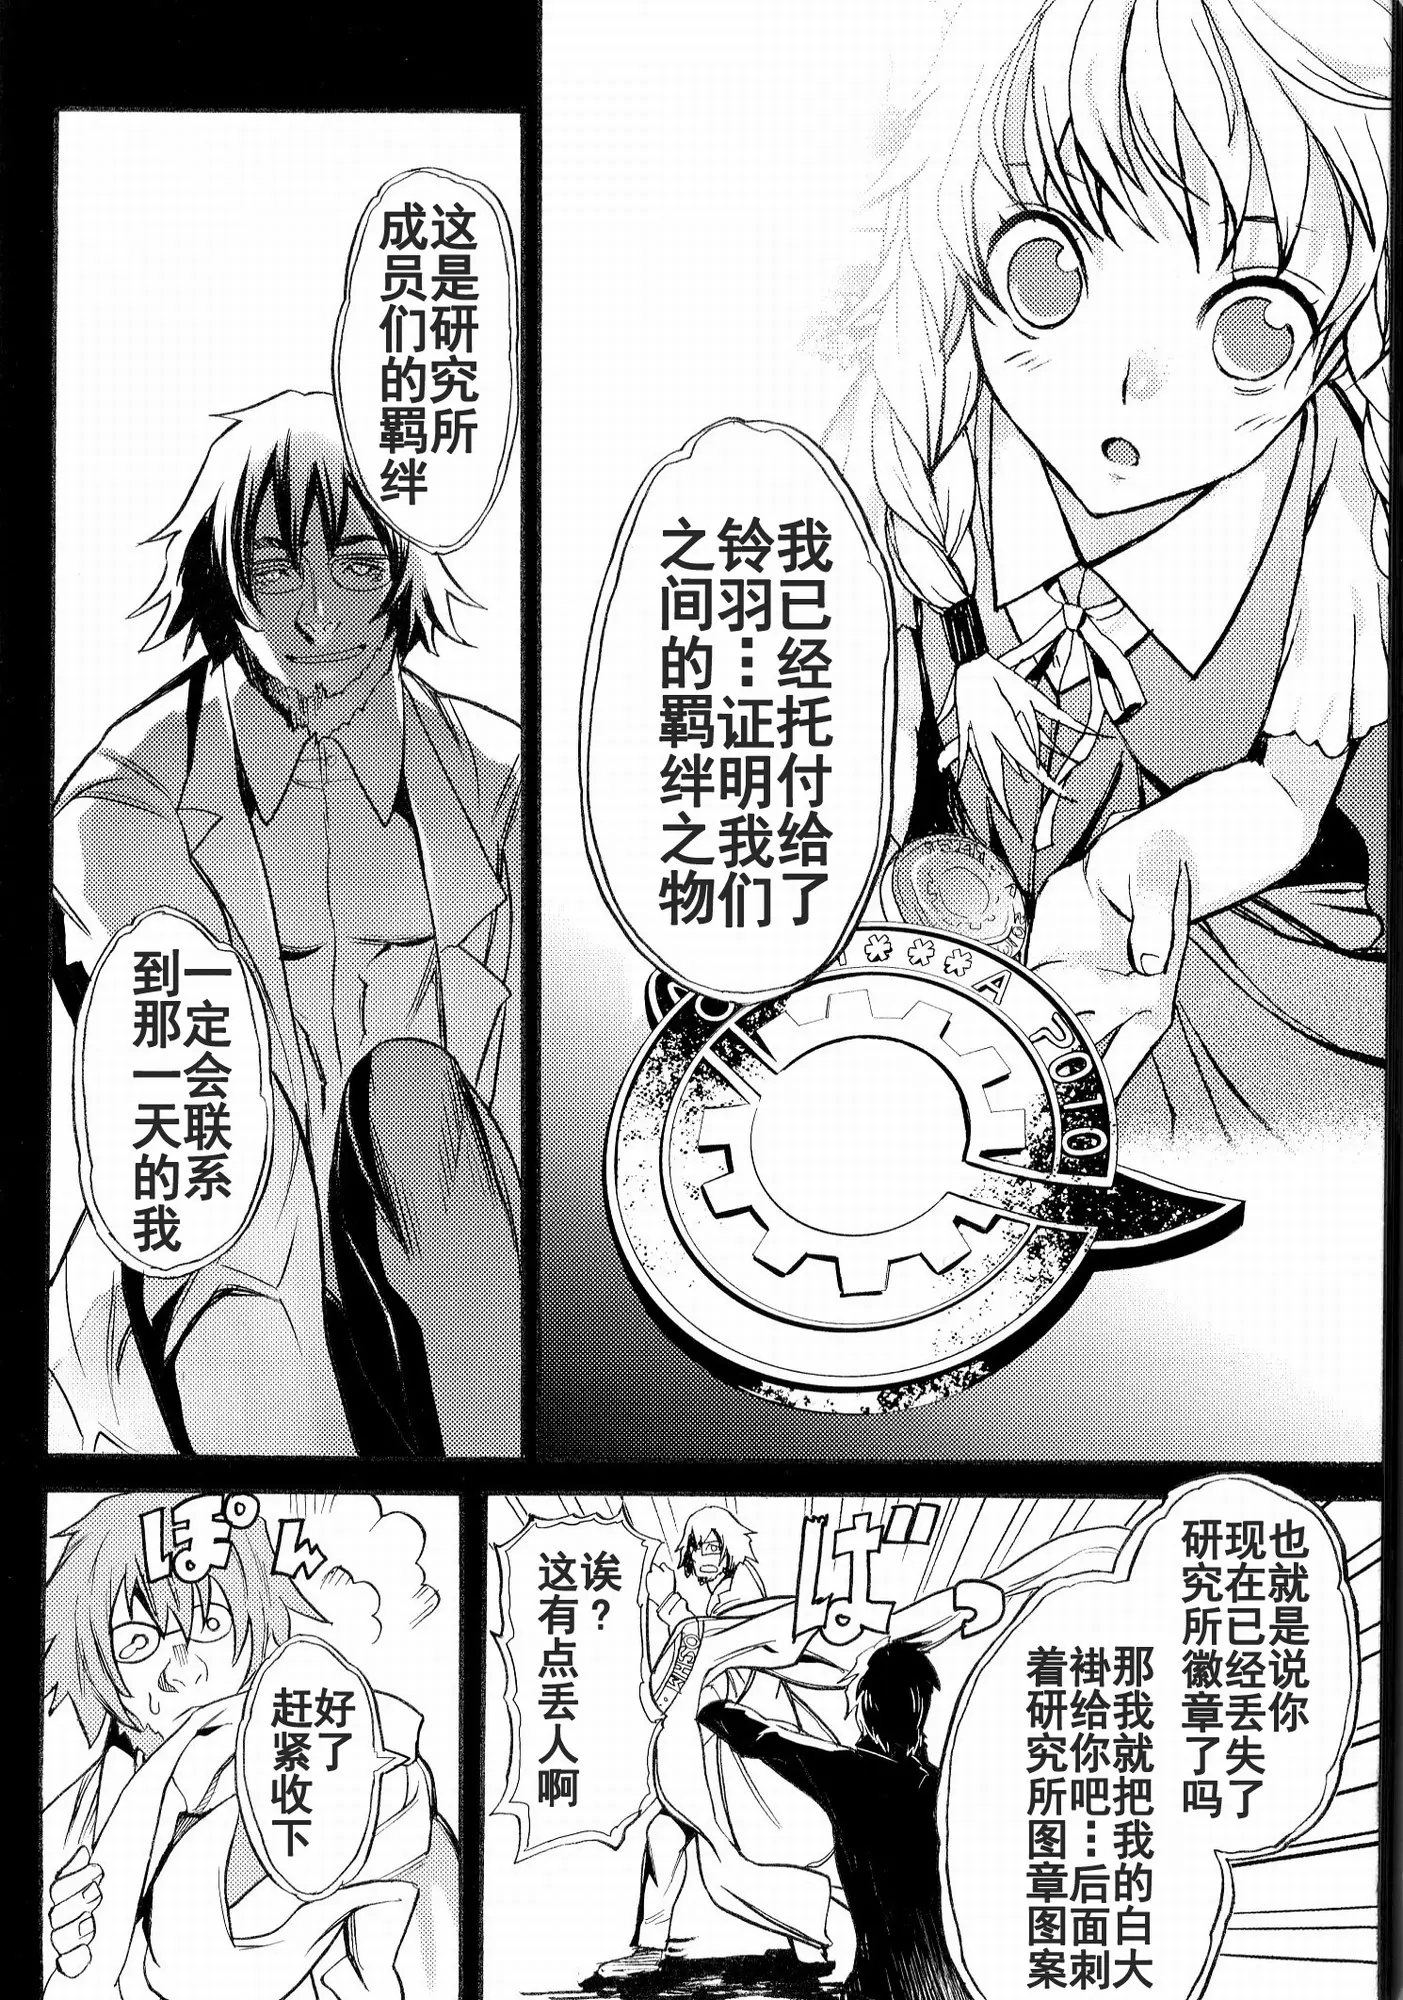 我已经托付给了
铃羽…证明我们
之间的羁绊之物
***A 2010
这是研究所
成员们的羁绊
一定会联系
到那一天的我
也就是说你
现在已经丢失了
研究所徽章了吗
那我就把我的白大
褂给你吧…后面刺
着研究所图章图案
ばっ
OSHMK
诶?
这有点丢人啊
ぽん
好了
赶紧收下